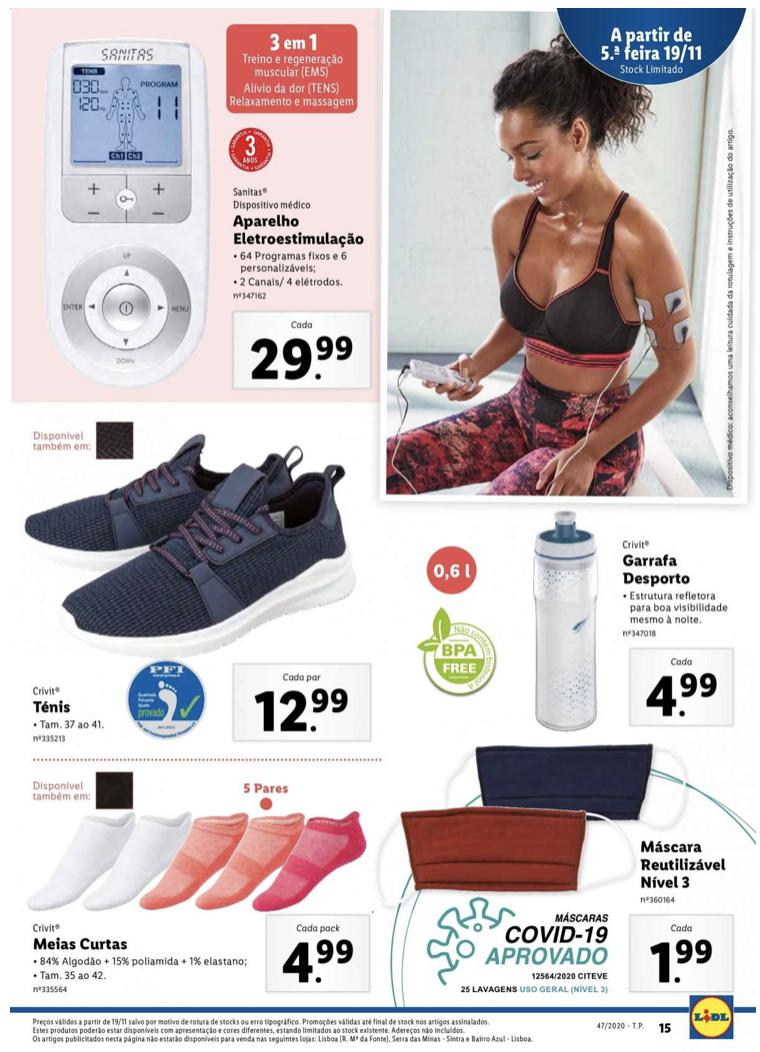 SANITAS
TENS
030
120Hz
PROGRAM
11
Ch1 Ch2
UP
ENTER
MENU
DOWN
3 em 1
Treino e regeneração
muscular (EMS)
Alívio da dor (TENS)
Relaxamento e massagem
GARANTIA
3
ANOS
Sanitas®
Dispositivo médico
Aparelho
Eletroestimulação
• 64 Programas fixos e 6
personalizáveis;
• 2 Canais/ 4 elétrodos.
nº347162
Cada
29.99
A partir de
5.ª feira 19/11
Stock Limitado
Dispositivo médico: aconselhamos uma leitura cuidada da rotulagem e instruções de utilização do artigo.
Disponível
também em:
Crivit®
Ténis
• Tam. 37 ao 41.
nº335213
PFI
provado
Cada par
12.99
0,6 l
Não contém bisfenol A
BPA
FREE
Crivit®
Garrafa
Desporto
• Estrutura refletora
para boa visibilidade
mesmo à noite.
nº347018
Cada
4.99
Disponível
também em:
5 Pares
Crivit®
Meias Curtas
• 84% Algodão + 15% poliamida + 1% elastano;
• Tam. 35 ao 42.
nº335564
Cada pack
4.99
Máscara
Reutilizável
Nível 3
nº360164
MÁSCARAS
COVID-19
APROVADO
12564/2020 CITEVE
25 LAVAGENS USO GERAL (NÍVEL 3)
Cada
1.99
Preços válidos a partir de 19/11 salvo por motivo de rotura de stocks ou erro tipográfico. Promoções válidas até final de stock nos artigos assinalados.
Estes produtos poderão estar disponíveis com apresentação e cores diferentes, estando limitados ao stock existente. Adereços não incluídos.
Os artigos publicitados nesta página não estarão disponíveis para venda nas seguintes lojas: Lisboa (R. Mª da Fonte), Serra das Minas - Sintra e Bairro Azul - Lisboa.
47/2020 - T.P.
15
LIDL